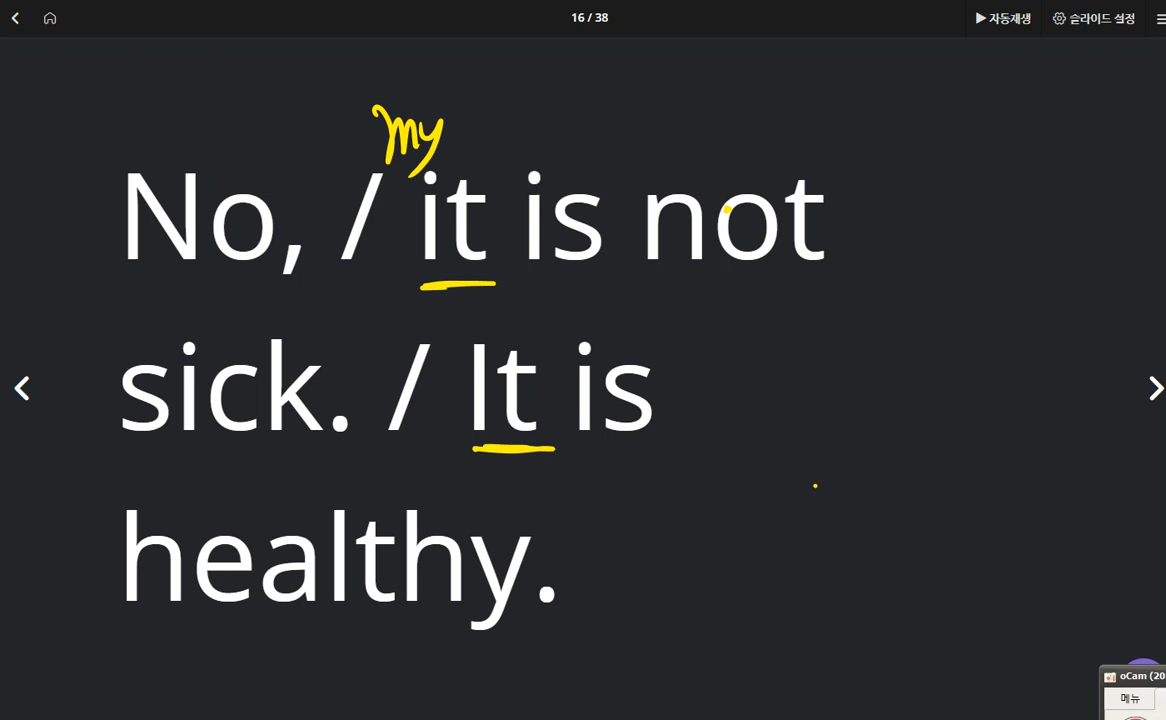 16 / 38
▶ 자동재생
슬라이드 설정
my
No, / it is not
sick. / It is
healthy.
oCam (20
메뉴